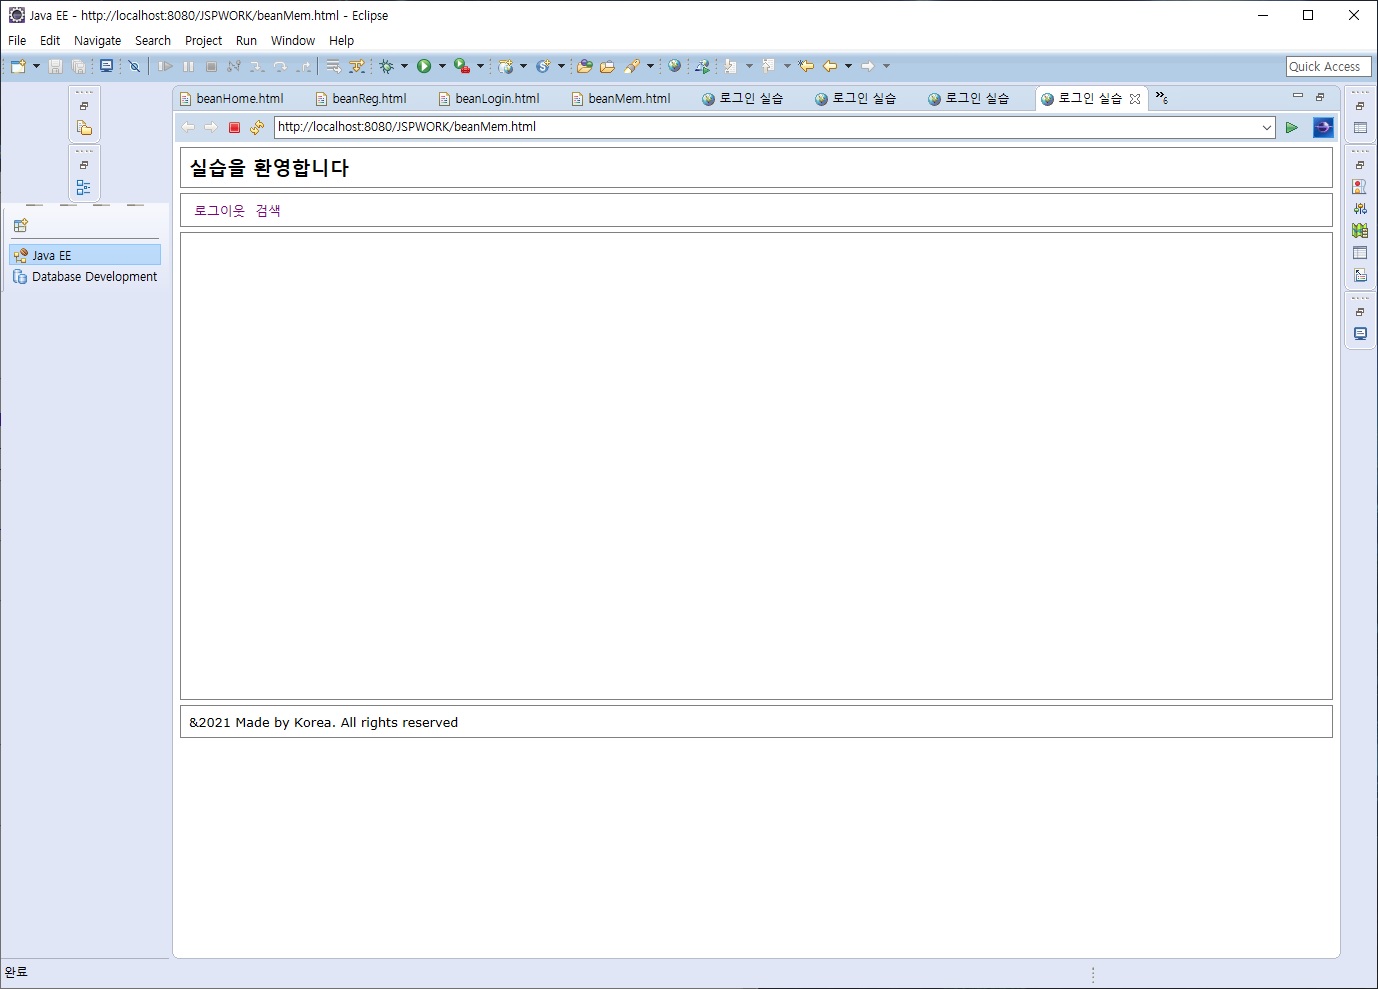 Java EE - http://localhost:8080/JSPWORK/beanMem.html - Eclipse
File Edit Navigate Search Project Run Window Help
Quick Access
beanHome.html beanReg.html beanLogin.html beanMem.html 로그인 실습 로그인 실습 로그인 실습 로그인 실습 »6
http://localhost:8080/JSPWORK/beanMem.html
실습을 환영합니다
로그이웃 검색
Java EE
Database Development
&2021 Made by Korea. All rights reserved
완료